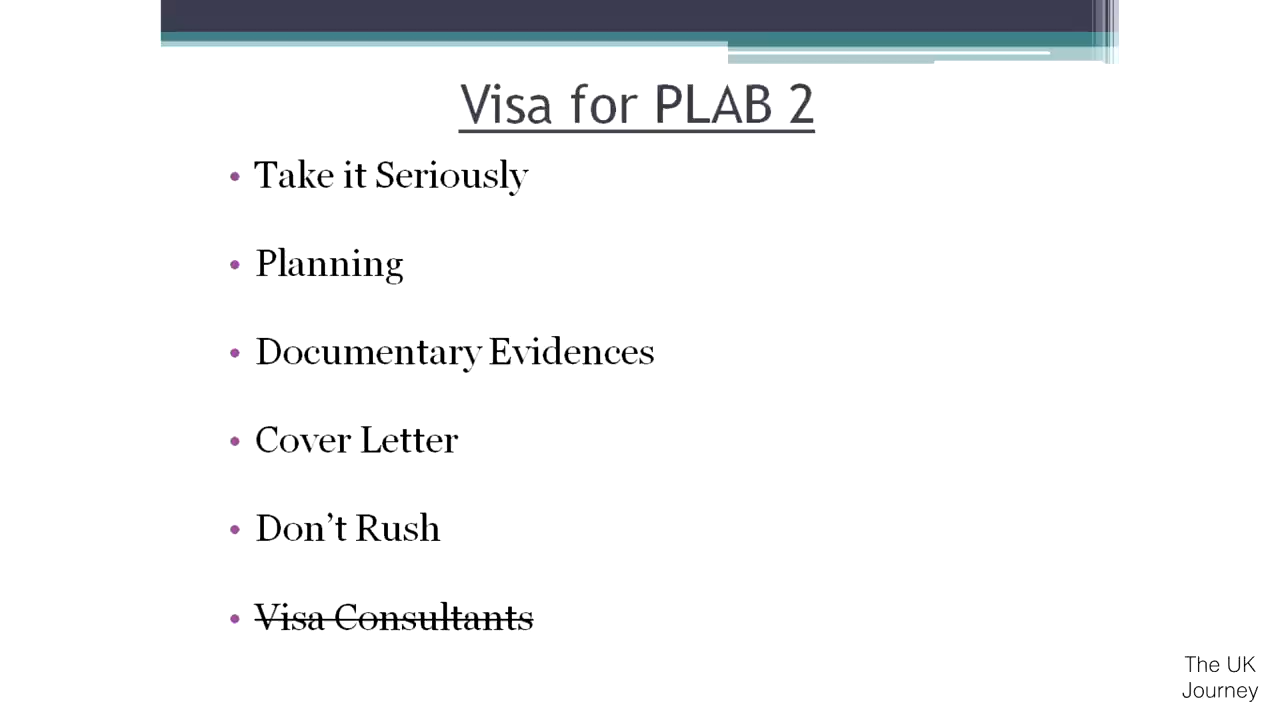 Visa for PLAB 2
• Take it Seriously
• Planning
• Documentary Evidences
• Cover Letter
• Don’t Rush
• ~~Visa Consultants~~
The UK
Journey